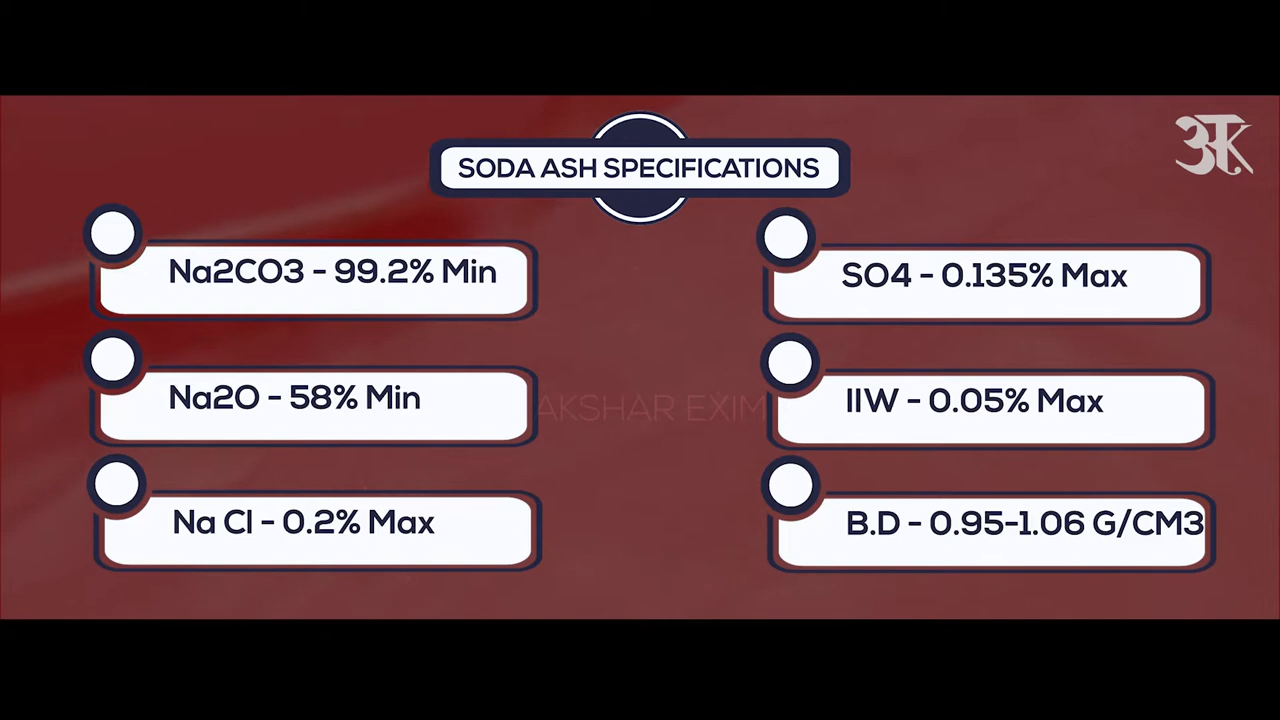 SODA ASH SPECIFICATIONS
Na2CO3 - 99.2% Min
Na2O - 58% Min
Na Cl - 0.2% Max
SO4 - 0.135% Max
IIW - 0.05% Max
B.D - 0.95-1.06 G/CM3
AKSHAR EXIM